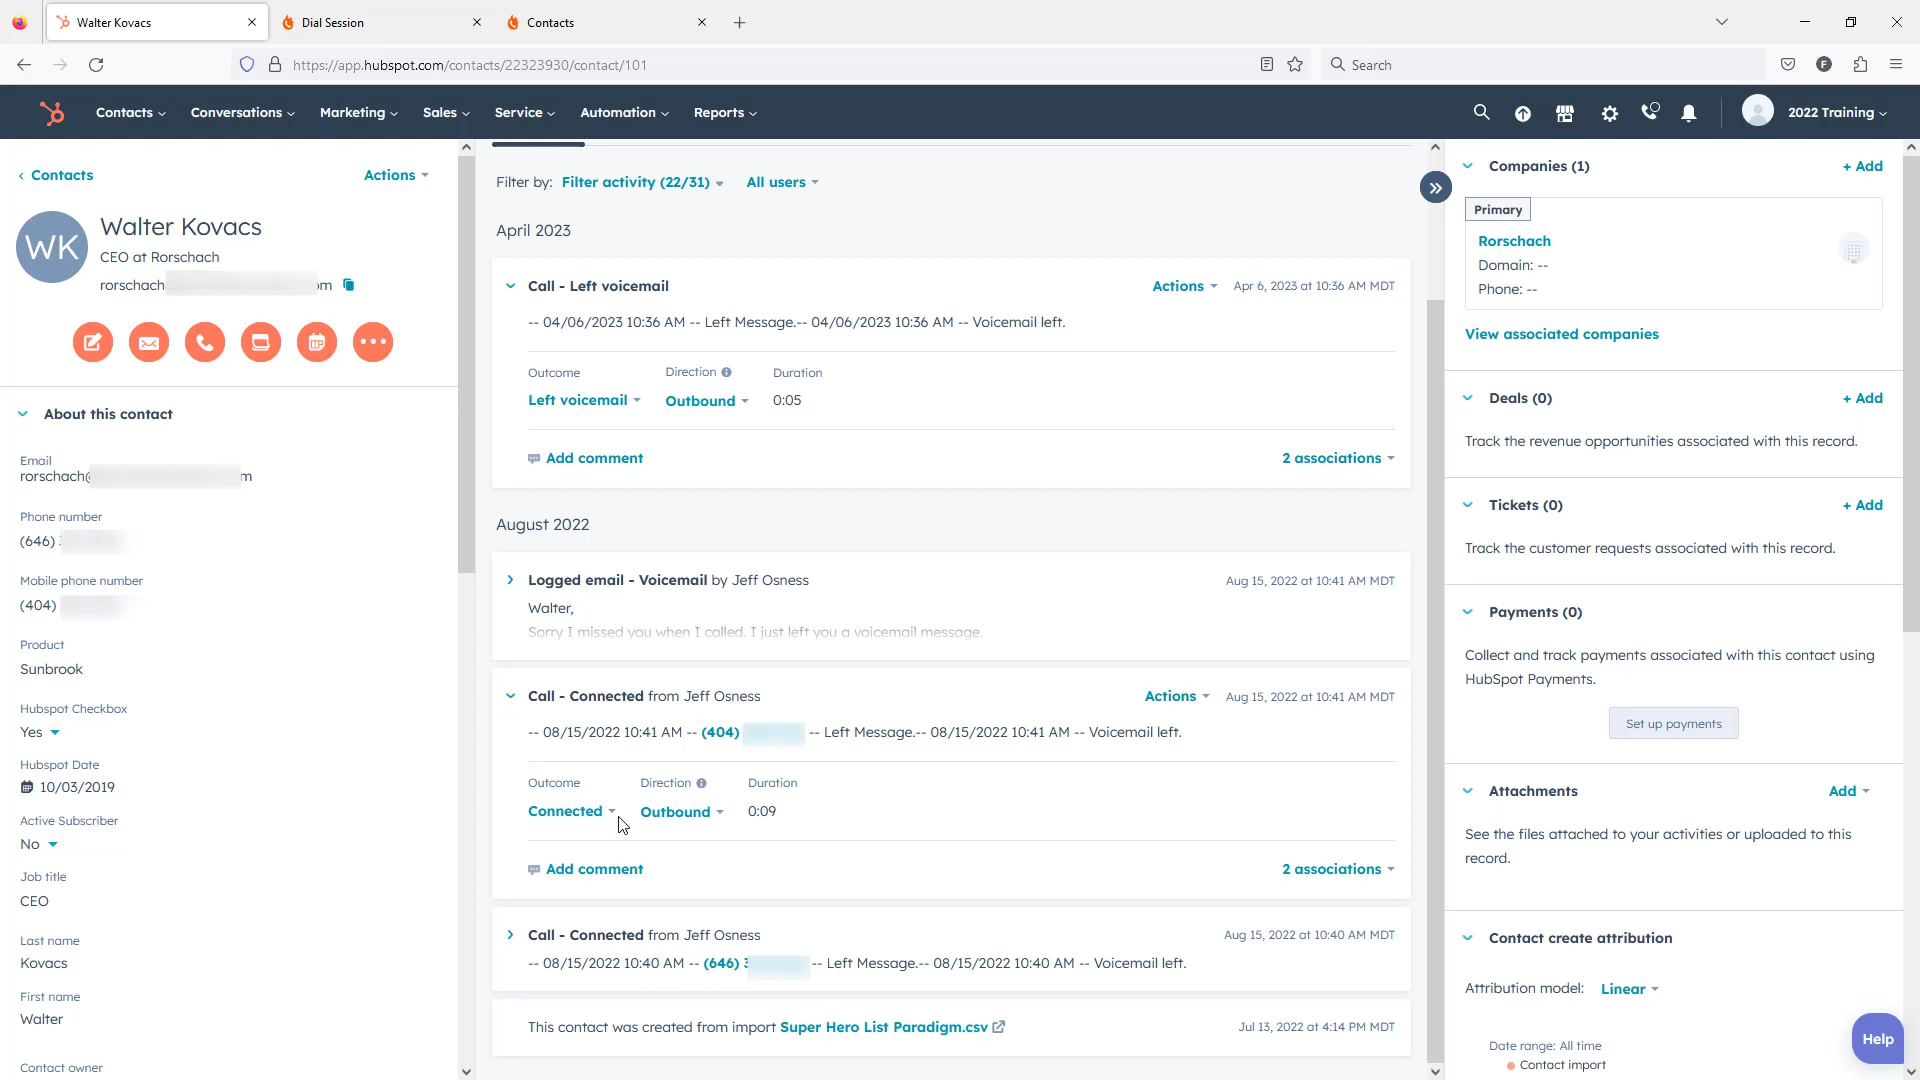 Walter Kovacs
Dial Session
Contacts
https://app.hubspot.com/contacts/22323930/contact/101
Search
Contacts
Conversations
Marketing
Sales
Service
Automation
Reports
2022 Training
Contacts
Actions
WK
Walter Kovacs
CEO at Rorschach
rorschach
About this contact
Email
rorschach@
Phone number
(646)
Mobile phone number
(404)
Product
Sunbrook
Hubspot Checkbox
Yes
Hubspot Date
10/03/2019
Active Subscriber
No
Job title
CEO
Last name
Kovacs
First name
Walter
Contact owner
Filter by: Filter activity (22/31) All users
April 2023
Call - Left voicemail
Actions Apr 6, 2023 at 10:36 AM MDT
-- 04/06/2023 10:36 AM -- Left Message.-- 04/06/2023 10:36 AM -- Voicemail left.
Outcome Direction Duration
Left voicemail Outbound 0:05
Add comment 2 associations
August 2022
Logged email - Voicemail by Jeff Osness Aug 15, 2022 at 10:41 AM MDT
Walter,
Sorry I missed you when I called. I just left you a voicemail message.
Call - Connected from Jeff Osness Actions Aug 15, 2022 at 10:41 AM MDT
-- 08/15/2022 10:41 AM -- (404) -- Left Message.-- 08/15/2022 10:41 AM -- Voicemail left.
Outcome Direction Duration
Connected Outbound 0:09
Add comment 2 associations
Call - Connected from Jeff Osness Aug 15, 2022 at 10:40 AM MDT
-- 08/15/2022 10:40 AM -- (646) -- Left Message.-- 08/15/2022 10:40 AM -- Voicemail left.
This contact was created from import Super Hero List Paradigm.csv Jul 13, 2022 at 4:14 PM MDT
Companies (1) + Add
Primary
Rorschach
Domain: --
Phone: --
View associated companies
Deals (0) + Add
Track the revenue opportunities associated with this record.
Tickets (0) + Add
Track the customer requests associated with this record.
Payments (0)
Collect and track payments associated with this contact using
HubSpot Payments.
Set up payments
Attachments Add
See the files attached to your activities or uploaded to this
record.
Contact create attribution
Attribution model: Linear
Date range: All time
Contact import
Help